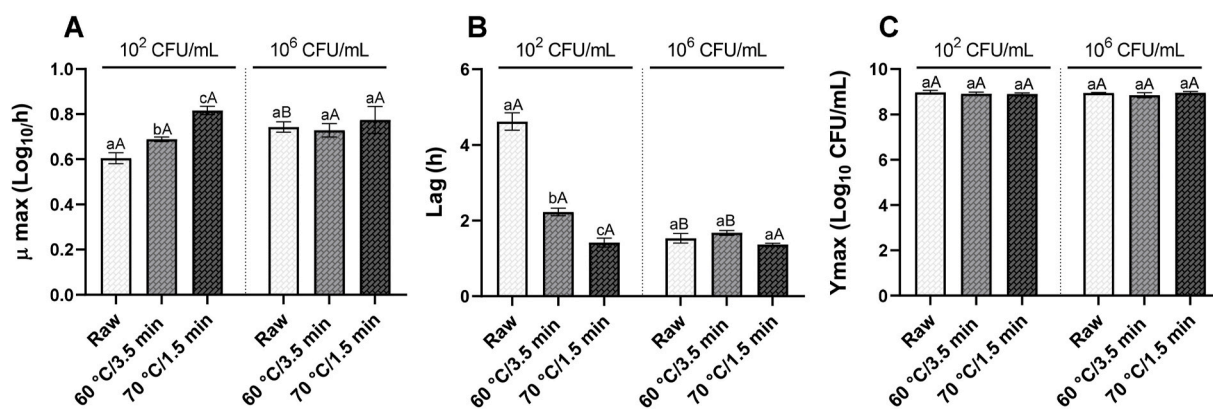 A
10² CFU/mL
10⁶ CFU/mL
μ max (Log₁₀/h)
1.0
0.8
0.6
0.4
0.2
0.0
aA
bA
cA
aB
aA
aA
Raw
60 °C/3.5 min
70 °C/1.5 min
Raw
60 °C/3.5 min
70 °C/1.5 min
B
10² CFU/mL
10⁶ CFU/mL
Lag (h)
6
4
2
0
aA
bA
cA
aB
aB
aA
Raw
60 °C/3.5 min
70 °C/1.5 min
Raw
60 °C/3.5 min
70 °C/1.5 min
C
10² CFU/mL
10⁶ CFU/mL
Ymax (Log₁₀ CFU/mL)
10
8
6
4
2
0
aA
aA
aA
aA
aA
aA
Raw
60 °C/3.5 min
70 °C/1.5 min
Raw
60 °C/3.5 min
70 °C/1.5 min